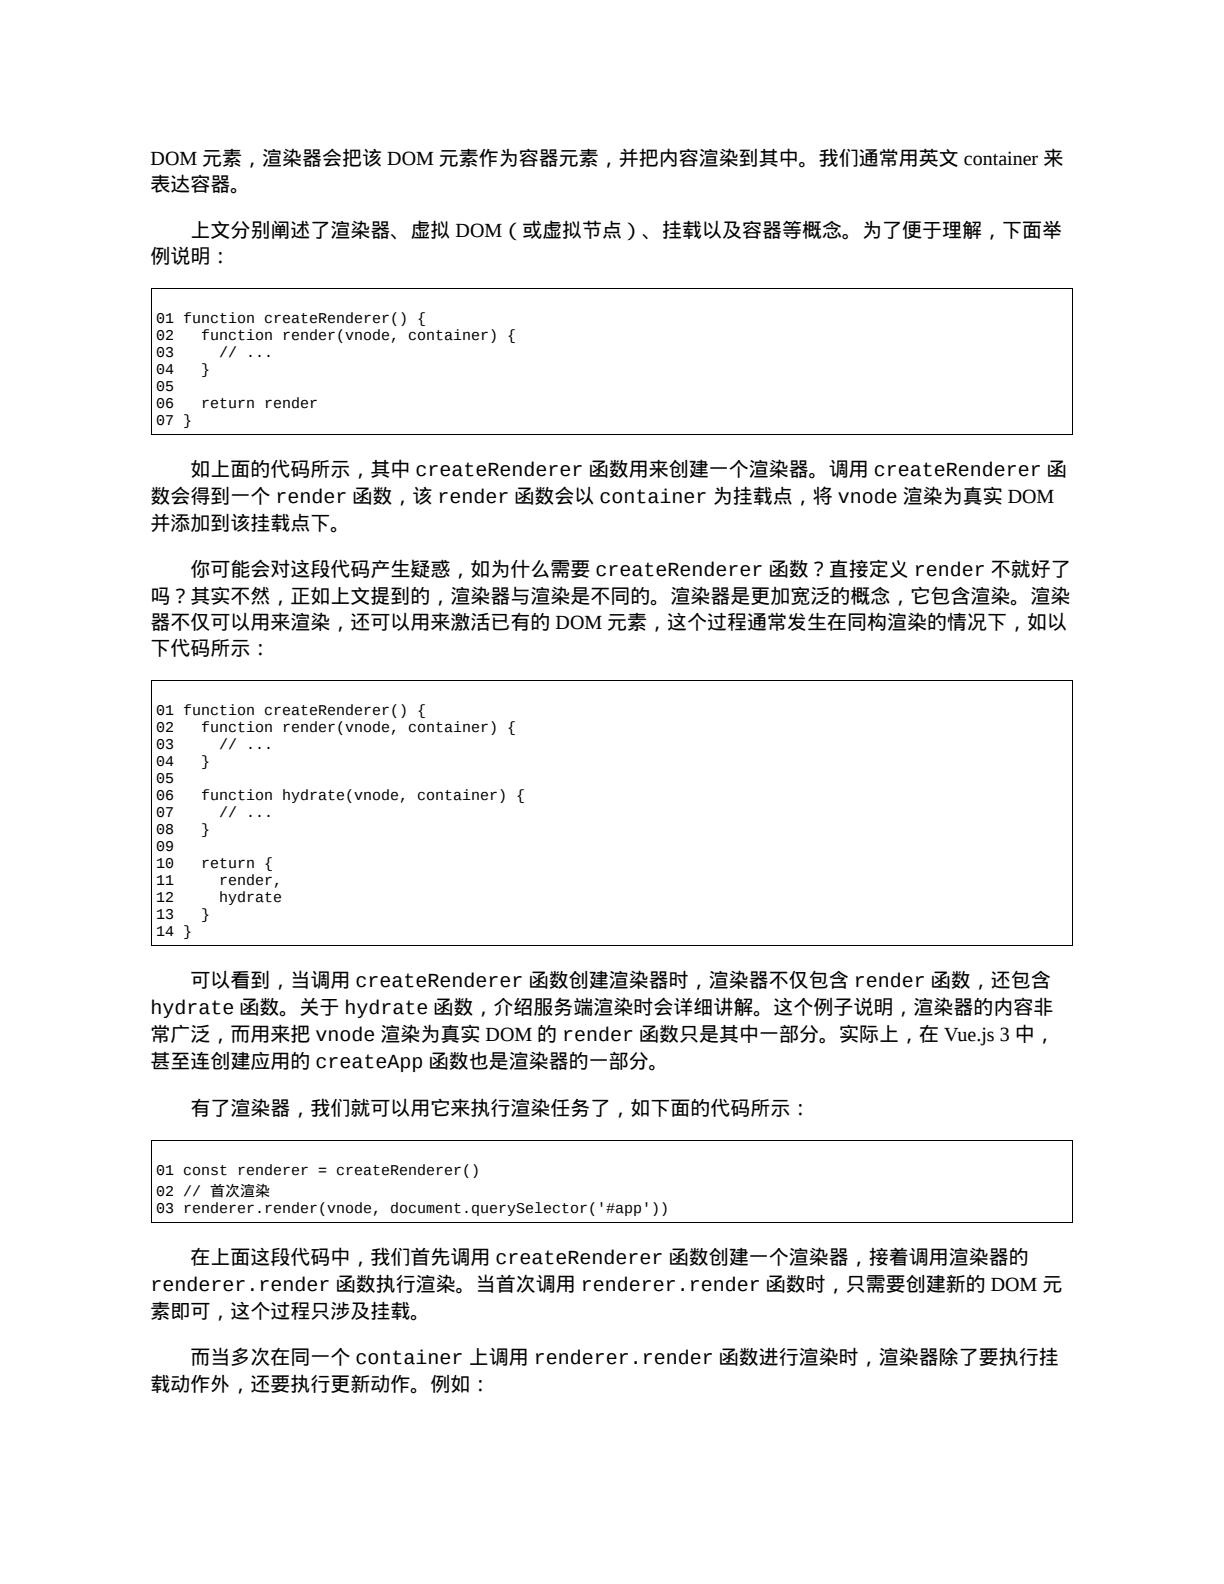 DOM 元素，渲染器会把该 DOM 元素作为容器元素，并把内容渲染到其中。我们通常用英文 container 来
表达容器。
上文分别阐述了渲染器、虚拟 DOM（或虚拟节点）、挂载以及容器等概念。为了便于理解，下面举
例说明：
01 function createRenderer() {
02   function render(vnode, container) {
03     // ...
04   }
05
06   return render
07 }
如上面的代码所示，其中 createRenderer 函数用来创建一个渲染器。调用 createRenderer 函
数会得到一个 render 函数，该 render 函数会以 container 为挂载点，将 vnode 渲染为真实 DOM
并添加到该挂载点下。
你可能会对这段代码产生疑惑，如为什么需要 createRenderer 函数？直接定义 render 不就好了
吗？其实不然，正如上文提到的，渲染器与渲染是不同的。渲染器是更加宽泛的概念，它包含渲染。渲染
器不仅可以用来渲染，还可以用来激活已有的 DOM 元素，这个过程通常发生在同构渲染的情况下，如以
下代码所示：
01 function createRenderer() {
02   function render(vnode, container) {
03     // ...
04   }
05
06   function hydrate(vnode, container) {
07     // ...
08   }
09
10   return {
11     render,
12     hydrate
13   }
14 }
可以看到，当调用 createRenderer 函数创建渲染器时，渲染器不仅包含 render 函数，还包含
hydrate 函数。关于 hydrate 函数，介绍服务端渲染时会详细讲解。这个例子说明，渲染器的内容非
常广泛，而用来把 vnode 渲染为真实 DOM 的 render 函数只是其中一部分。实际上，在 Vue.js 3 中，
甚至连创建应用的 createApp 函数也是渲染器的一部分。
有了渲染器，我们就可以用它来执行渲染任务了，如下面的代码所示：
01 const renderer = createRenderer()
02 // 首次渲染
03 renderer.render(vnode, document.querySelector('#app'))
在上面这段代码中，我们首先调用 createRenderer 函数创建一个渲染器，接着调用渲染器的
renderer.render 函数执行渲染。当首次调用 renderer.render 函数时，只需要创建新的 DOM 元
素即可，这个过程只涉及挂载。
而当多次在同一个 container 上调用 renderer.render 函数进行渲染时，渲染器除了要执行挂
载动作外，还要执行更新动作。例如：